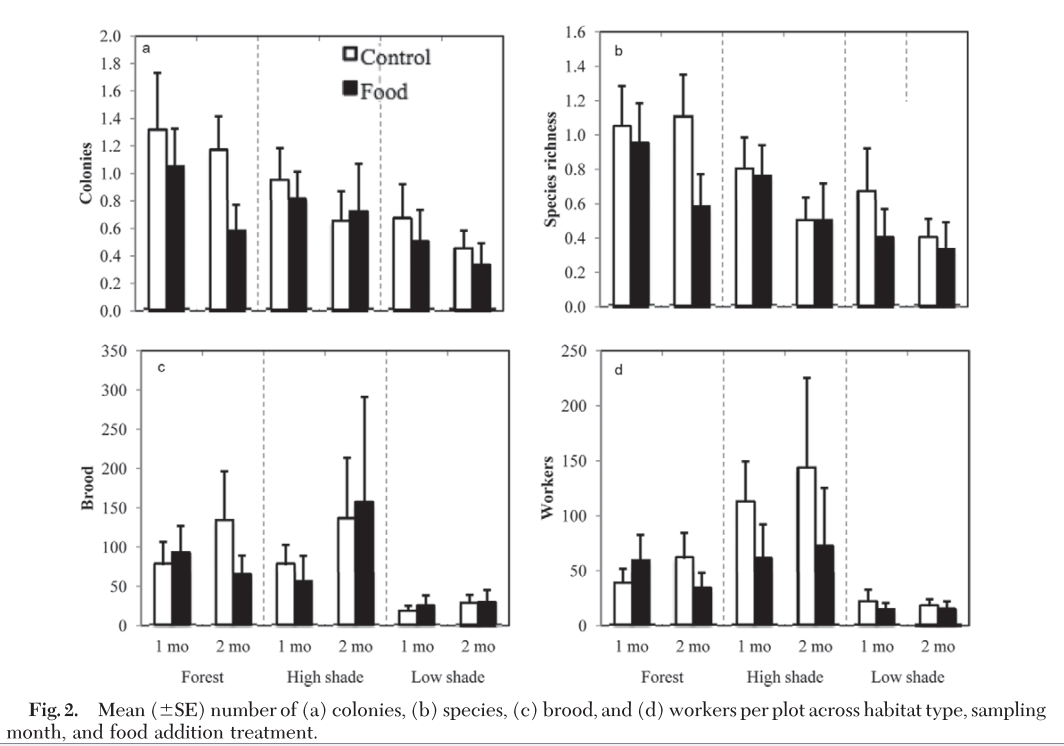 a
Control
Food
2.0
1.8
1.6
1.4
1.2
1.0
0.8
0.6
0.4
0.2
0.0
Colonies
b
1.6
1.4
1.2
1.0
0.8
0.6
0.4
0.2
0.0
Species richness
c
350
300
250
200
150
100
50
0
Brood
1 mo 2 mo 1 mo 2 mo 1 mo 2 mo
Forest High shade Low shade
d
250
200
150
100
50
0
Workers
1 mo 2 mo 1 mo 2 mo 1 mo 2 mo
Forest High shade Low shade
Fig. 2. Mean (±SE) number of (a) colonies, (b) species, (c) brood, and (d) workers per plot across habitat type, sampling
month, and food addition treatment.